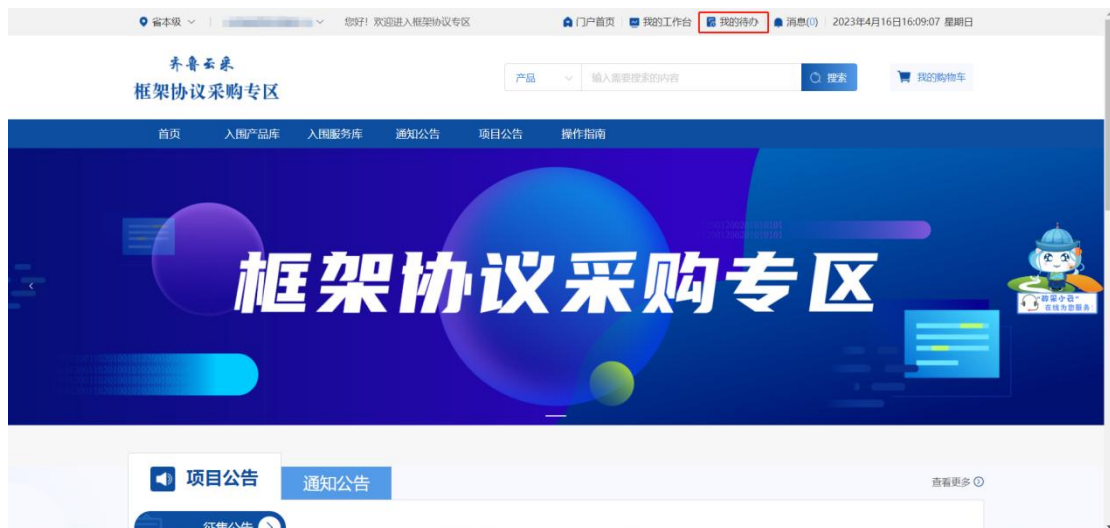 省本级 您好! 欢迎进入框架协议专区 门户首页 我的工作台 我的待办 消息(0) 2023年4月16日16:09:07 星期日
齐鲁云采
框架协议采购专区
产品 输入需要搜索的内容 搜索 我的购物车
首页 入围产品库 入围服务库 通知公告 项目公告 操作指南
框架协议采购专区
在线为您服务
项目公告 通知公告 查看更多
征集公告